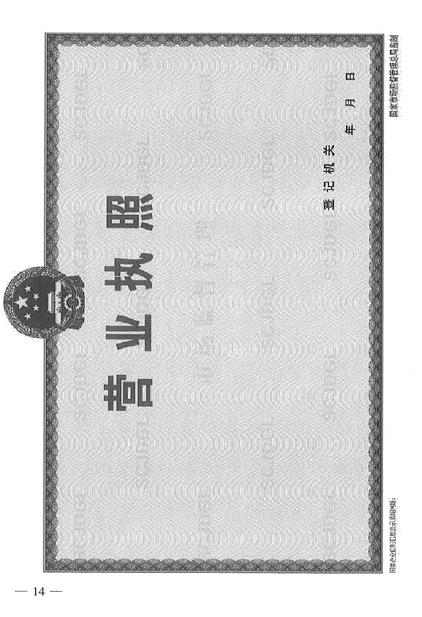 营业执照
登记机关
年 月 日
国家市场监督管理总局监制
— 14 —